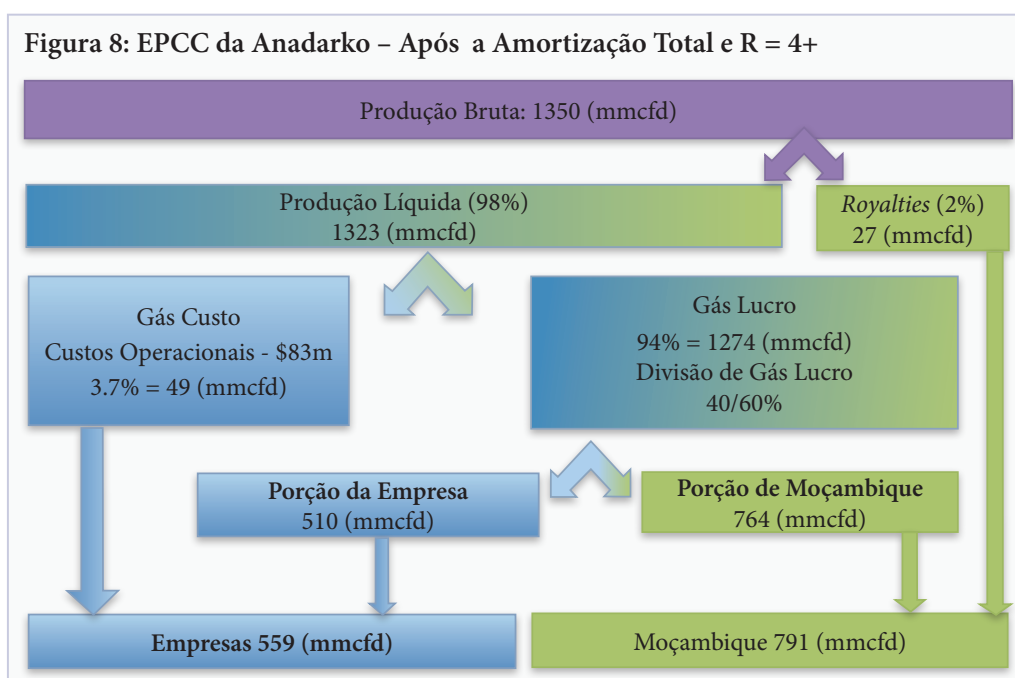 Figura 8: EPCC da Anadarko – Após a Amortização Total e R = 4+
Produção Bruta: 1350 (mmcfd)
Produção Líquida (98%)
1323 (mmcfd)
Royalties (2%)
27 (mmcfd)
Gás Custo
Custos Operacionais - $83m
3.7% = 49 (mmcfd)
Gás Lucro
94% = 1274 (mmcfd)
Divisão de Gás Lucro
40/60%
Porção da Empresa
510 (mmcfd)
Porção de Moçambique
764 (mmcfd)
Empresas 559 (mmcfd)
Moçambique 791 (mmcfd)